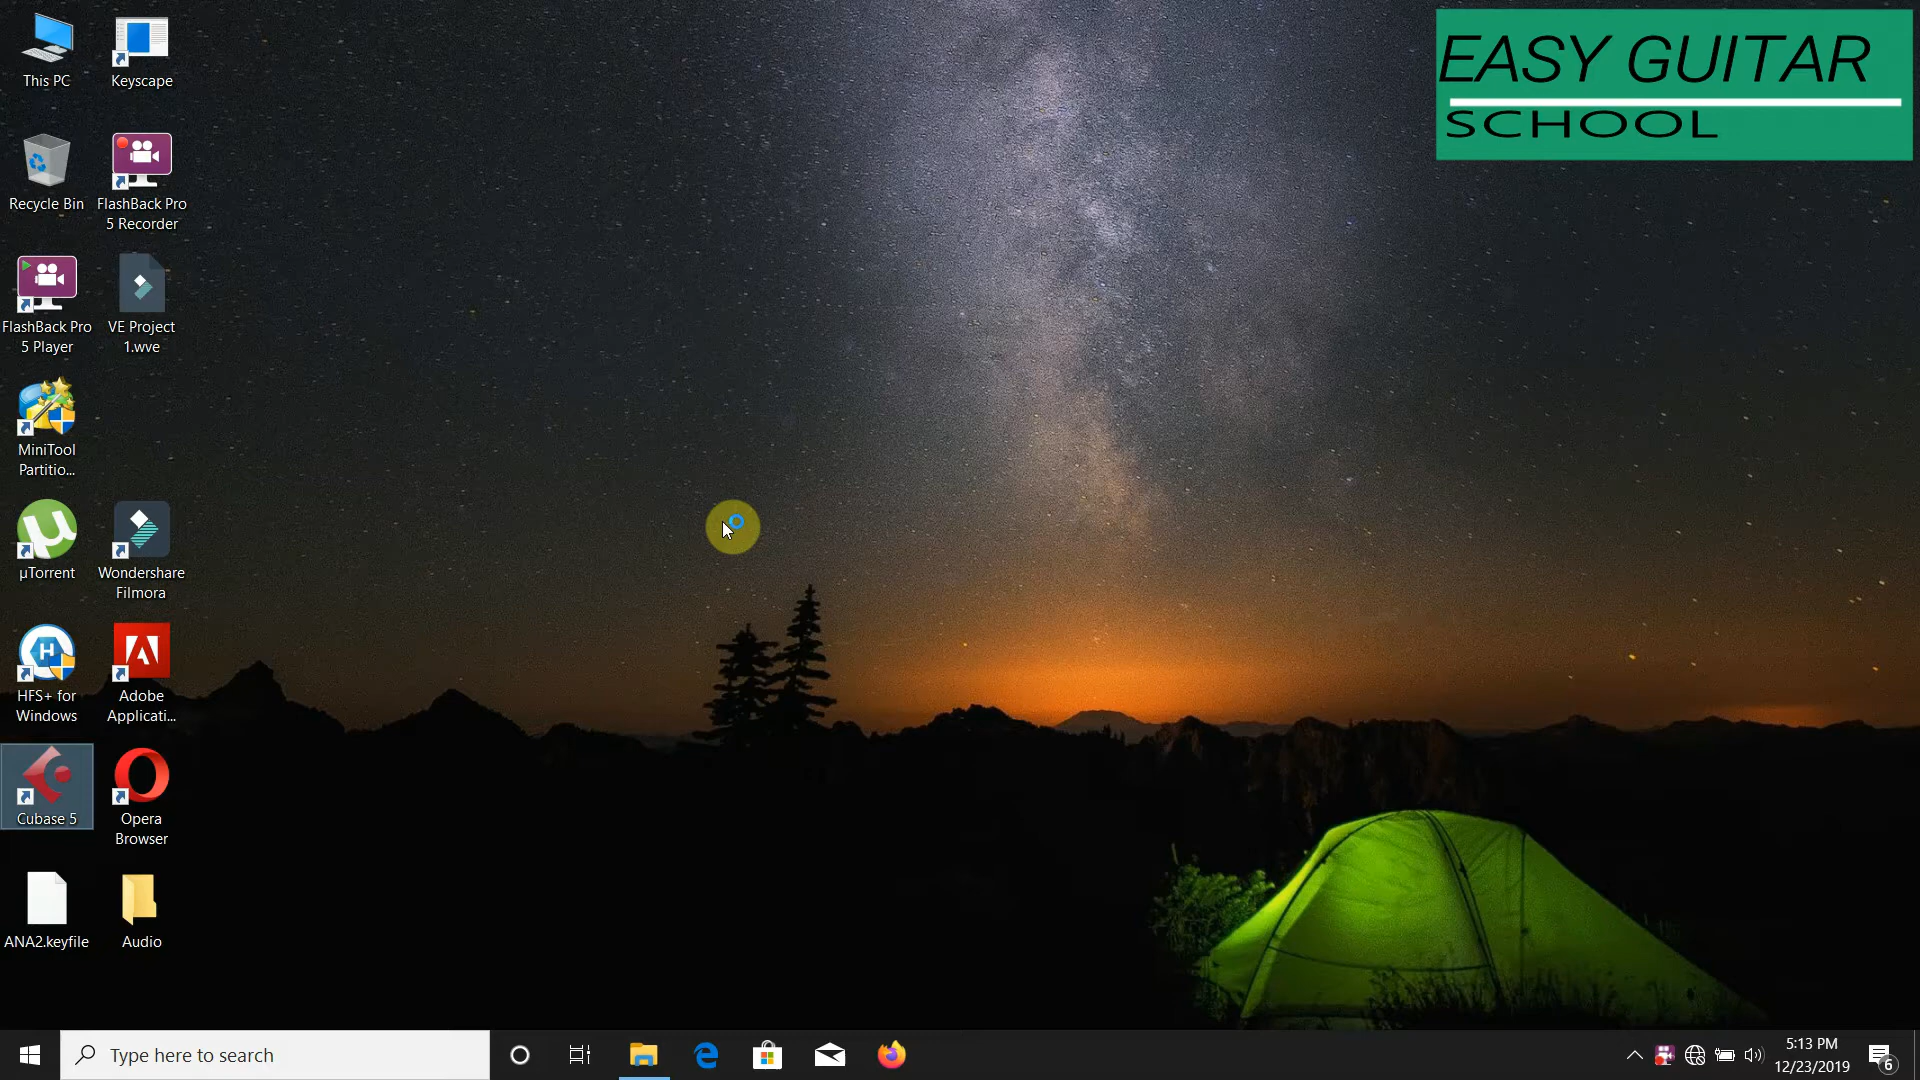 This PC
Keyscape
EASY GUITAR
SCHOOL
Recycle Bin
FlashBack Pro
5 Recorder
FlashBack Pro
5 Player
VE Project
1.wve
MiniTool
Partitio...
µTorrent
Wondershare
Filmora
HFS+ for
Windows
Adobe
Applicati...
Cubase 5
Opera
Browser
ANA2.keyfile
Audio
Type here to search
5:13 PM
12/23/2019
6